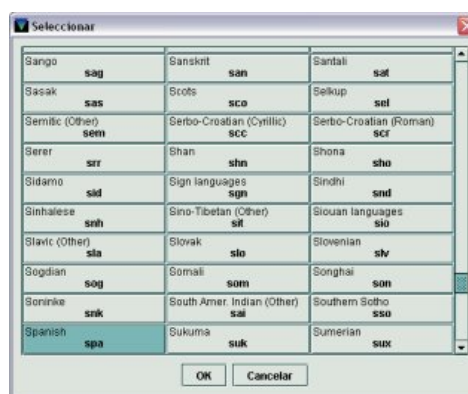 Seleccionar
Sango Sanskrit Santali
sag san sat
Sasak Scots Selkup
sas sco sel
Semitic (Other) Serbo-Croatian (Cyrillic) Serbo-Croatian (Roman)
sem scc scr
Serer Shan Shona
srr shn sho
Sidamo Sign languages Sindhi
sid sgn snd
Sinhalese Sino-Tibetan (Other) Siouan languages
snh sit sio
Slavic (Other) Slovak Slovenian
sla slo slv
Sogdian Somali Songhai
sog som son
Soninke South Amer. Indian (Other) Southern Sotho
snk sai sso
Spanish Sukuma Sumerian
spa suk sux
OK Cancelar